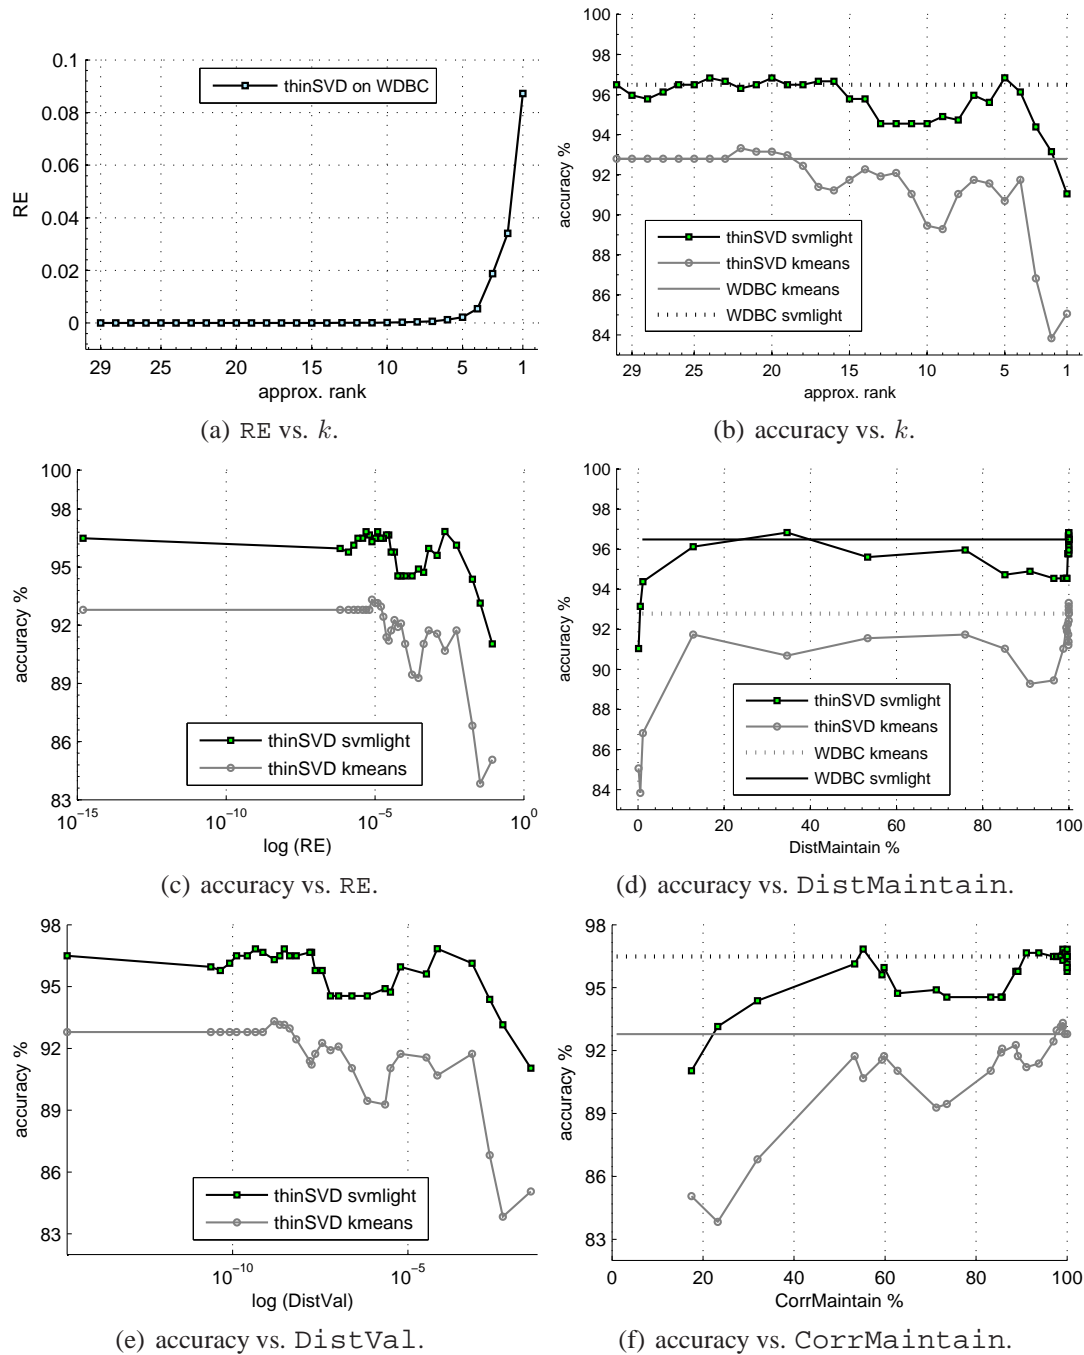 0.1
0.08
0.06
0.04
0.02
0
RE
thinSVD on WDBC
29 25 20 15 10 5 1
approx. rank
(a) RE vs. k.
100
98
96
94
92
90
88
86
84
accuracy %
thinSVD svmlight
thinSVD kmeans
WDBC kmeans
WDBC svmlight
29 25 20 15 10 5 1
approx. rank
(b) accuracy vs. k.
100
98
95
92
89
86
83
accuracy %
thinSVD svmlight
thinSVD kmeans
10−15 10−10 10−5 100
log (RE)
(c) accuracy vs. RE.
100
98
96
94
92
90
88
86
84
accuracy %
thinSVD svmlight
thinSVD kmeans
WDBC kmeans
WDBC svmlight
0 20 40 60 80 100
DistMaintain %
(d) accuracy vs. DistMaintain.
98
95
92
89
86
83
accuracy %
thinSVD svmlight
thinSVD kmeans
10−10 10−5
log (DistVal)
(e) accuracy vs. DistVal.
98
95
92
89
86
83
accuracy %
0 20 40 60 80 100
CorrMaintain %
(f) accuracy vs. CorrMaintain.